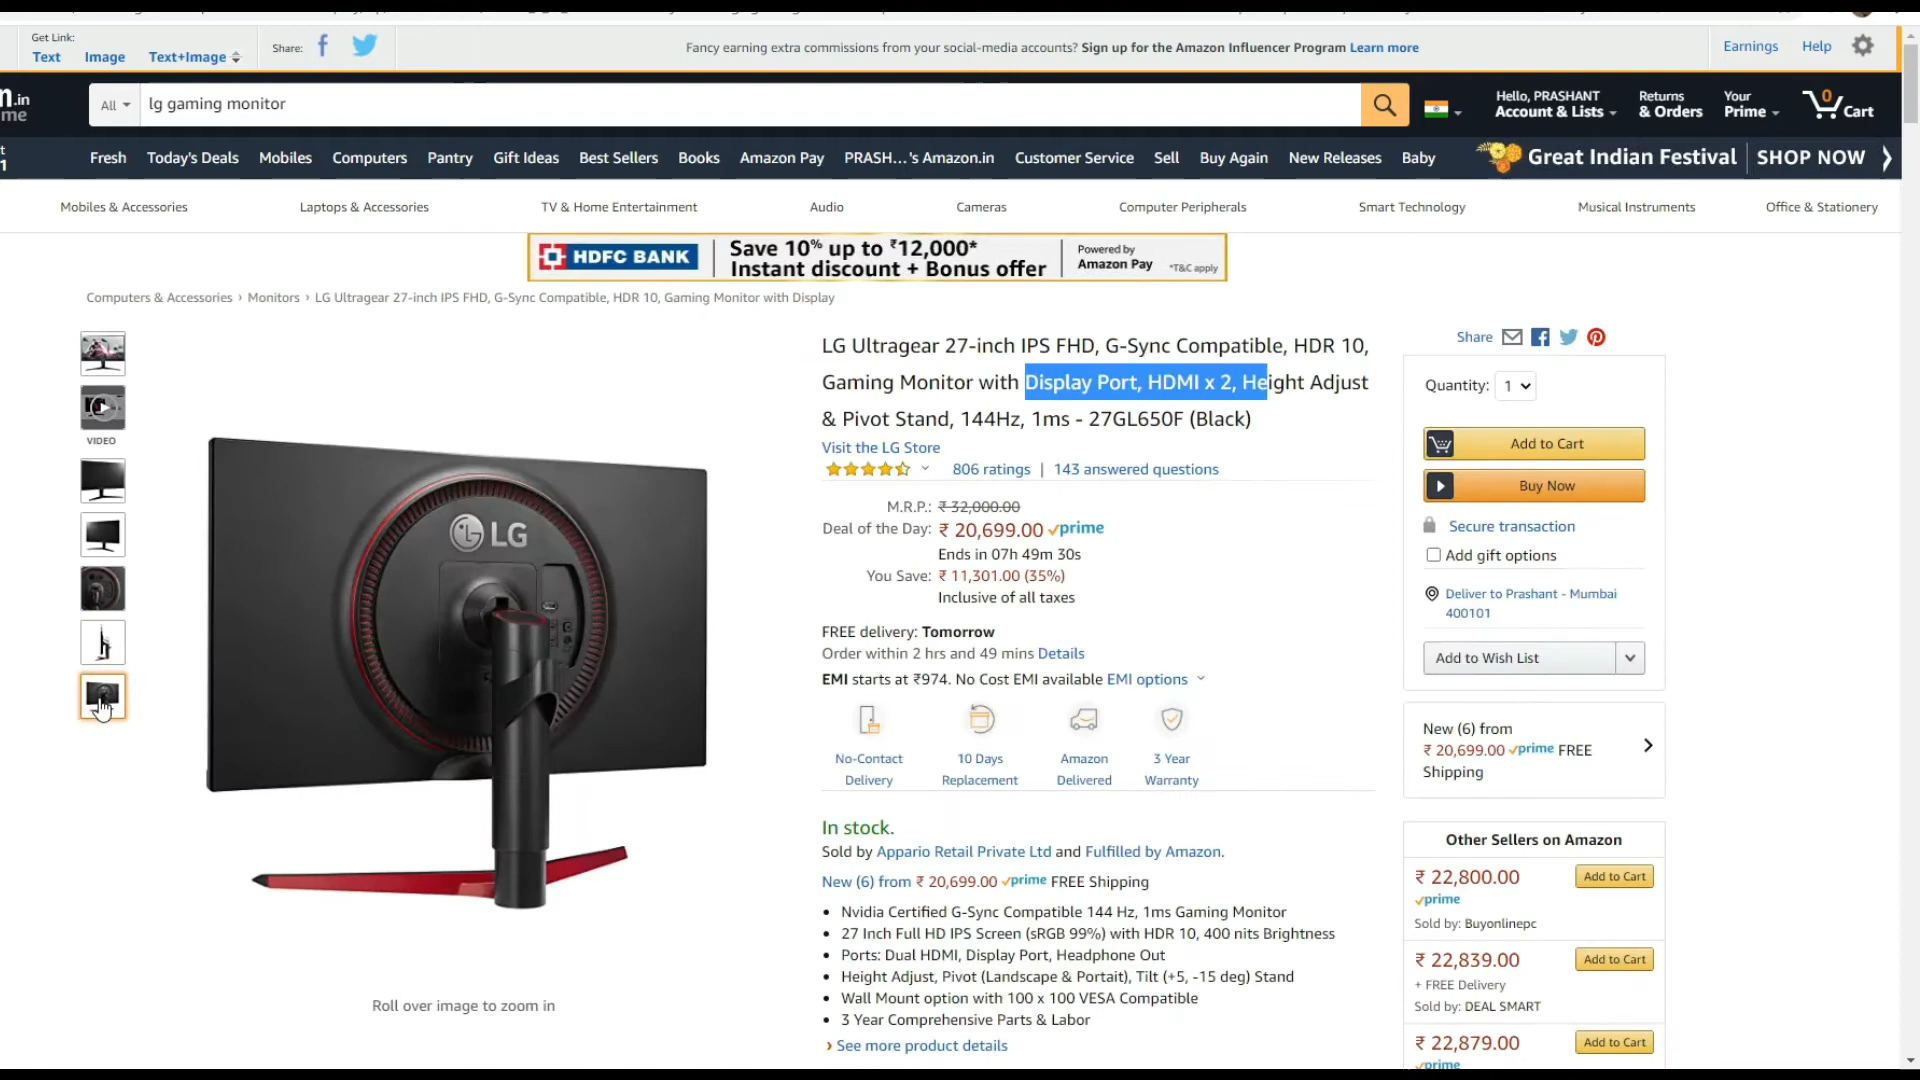 Get Link:
Text Image Text+Image
Share:
Fancy earning extra commissions from your social-media accounts? Sign up for the Amazon Influencer Program Learn more
Earnings Help
.in
All
lg gaming monitor
Hello, PRASHANT
Account & Lists
Returns
& Orders
Your
Prime
0
Cart
Fresh Today's Deals Mobiles Computers Pantry Gift Ideas Best Sellers Books Amazon Pay PRASH...'s Amazon.in Customer Service Sell Buy Again New Releases Baby
Great Indian Festival SHOP NOW
Mobiles & Accessories Laptops & Accessories TV & Home Entertainment Audio Cameras Computer Peripherals Smart Technology Musical Instruments Office & Stationery
HDFC BANK
Save 10% up to ₹12,000*
Instant discount + Bonus offer
Powered by
Amazon Pay
*T&C apply
Computers & Accessories › Monitors › LG Ultragear 27-inch IPS FHD, G-Sync Compatible, HDR 10, Gaming Monitor with Display
VIDEO
LG
Roll over image to zoom in
LG Ultragear 27-inch IPS FHD, G-Sync Compatible, HDR 10,
Gaming Monitor with Display Port, HDMI x 2, Height Adjust
& Pivot Stand, 144Hz, 1ms - 27GL650F (Black)
Visit the LG Store
806 ratings | 143 answered questions
M.R.P.: ₹ 32,000.00
Deal of the Day: ₹ 20,699.00 prime
Ends in 07h 49m 30s
You Save: ₹ 11,301.00 (35%)
Inclusive of all taxes
FREE delivery: Tomorrow
Order within 2 hrs and 49 mins Details
EMI starts at ₹974. No Cost EMI available EMI options
No-Contact
Delivery
10 Days
Replacement
Amazon
Delivered
3 Year
Warranty
In stock.
Sold by Appario Retail Private Ltd and Fulfilled by Amazon.
New (6) from ₹ 20,699.00 prime FREE Shipping
• Nvidia Certified G-Sync Compatible 144 Hz, 1ms Gaming Monitor
• 27 Inch Full HD IPS Screen (sRGB 99%) with HDR 10, 400 nits Brightness
• Ports: Dual HDMI, Display Port, Headphone Out
• Height Adjust, Pivot (Landscape & Portait), Tilt (+5, -15 deg) Stand
• Wall Mount option with 100 x 100 VESA Compatible
• 3 Year Comprehensive Parts & Labor
› See more product details
Share
Quantity: 1
Add to Cart
Buy Now
Secure transaction
Add gift options
Deliver to Prashant - Mumbai
400101
Add to Wish List
New (6) from
₹ 20,699.00 prime FREE
Shipping
Other Sellers on Amazon
₹ 22,800.00 Add to Cart
prime
Sold by: Buyonlinepc
₹ 22,839.00 Add to Cart
+ FREE Delivery
Sold by: DEAL SMART
₹ 22,879.00 Add to Cart
prime